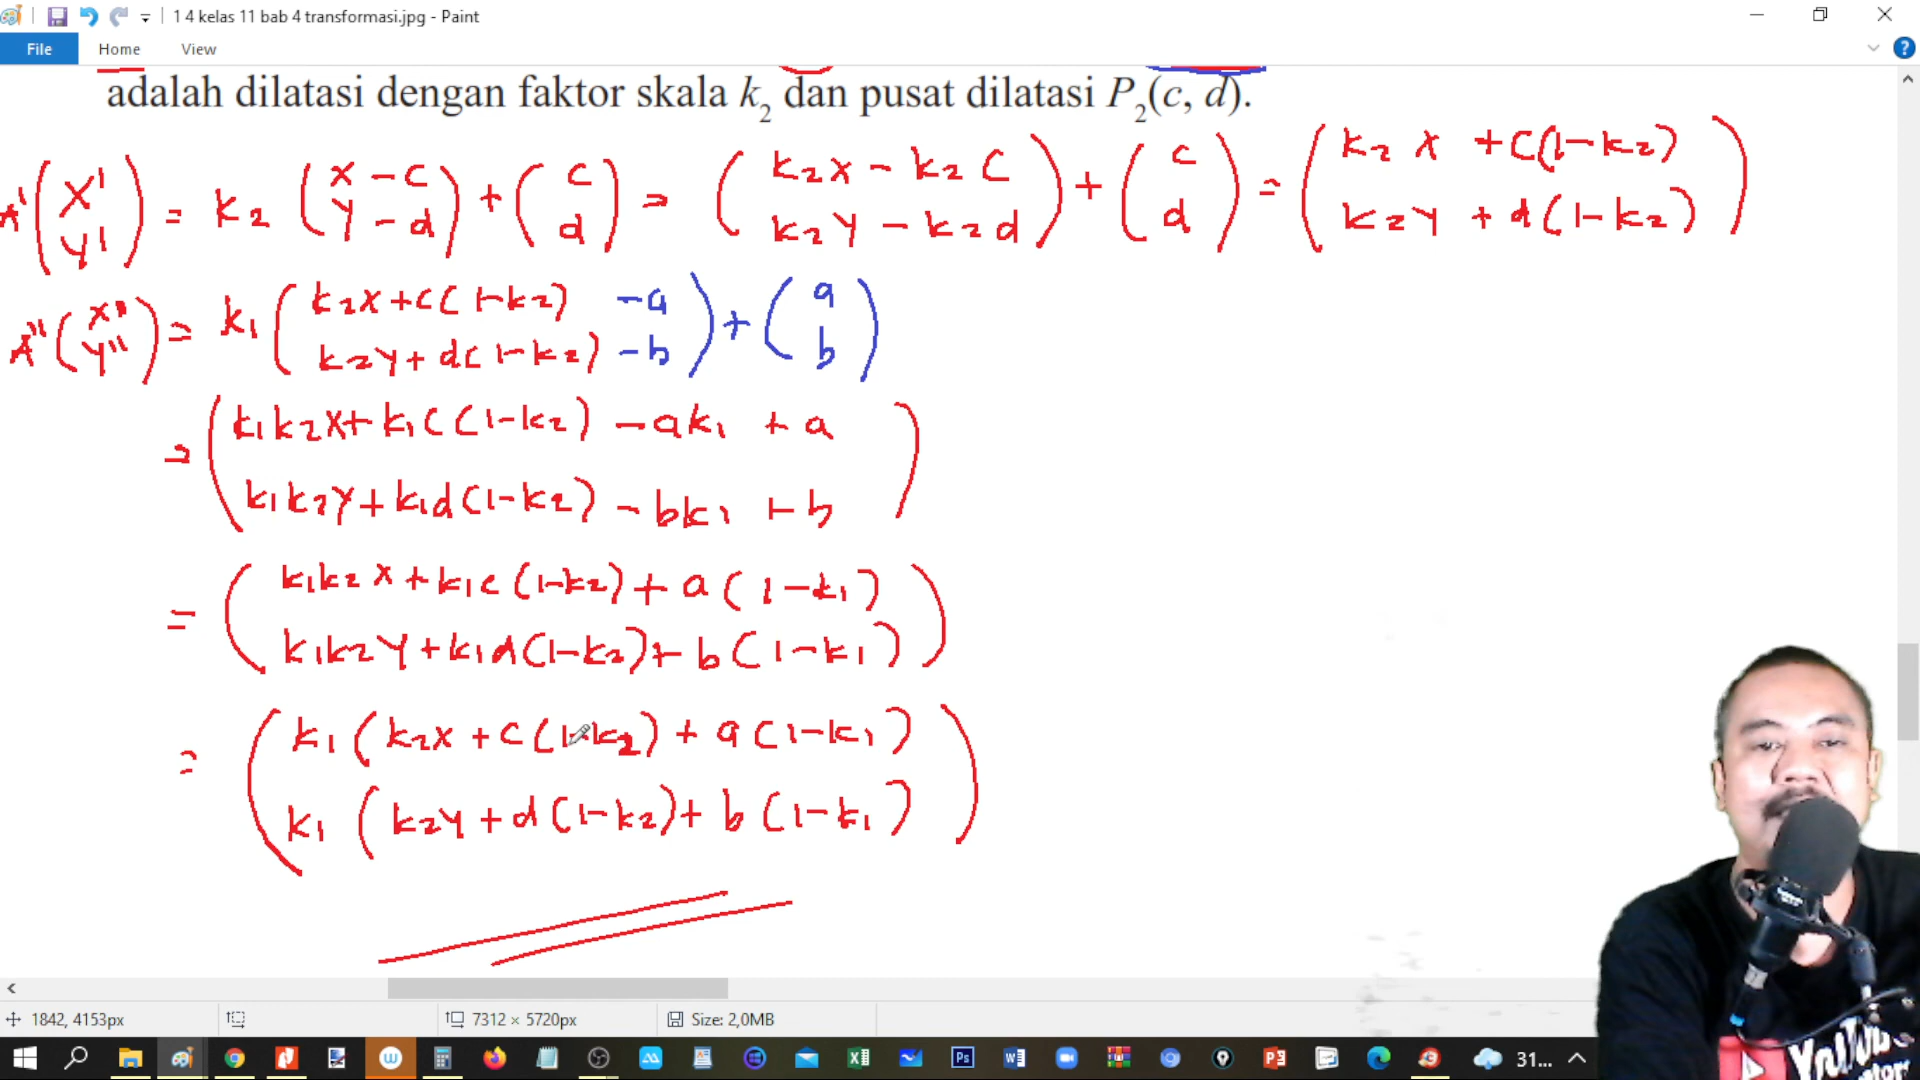 1 4 kelas 11 bab 4 transformasi.jpg - Paint
File Home View
adalah dilatasi dengan faktor skala k₂ dan pusat dilatasi P₂(c, d).
A' (x' y') = k₂ (x - c y - d) + (c d) = (k₂x - k₂c k₂y - k₂d) + (c d) = (k₂x + c(1-k₂) k₂y + d(1-k₂))
A'' (x'' y'') = k₁ (k₂x + c(1-k₂) - a k₂y + d(1-k₂) - b) + (a b)
= (k₁k₂x + k₁c(1-k₂) - ak₁ + a
k₁k₂y + k₁d(1-k₂) - bk₁ + b)
= (k₁k₂x + k₁c(1-k₂) + a(1-k₁)
k₁k₂y + k₁d(1-k₂) + b(1-k₁))
= (k₁(k₂x + c(1-k₂) + a(1-k₁)
k₁(k₂y + d(1-k₂) + b(1-k₁))
1842, 4153px 7312 × 5720px Size: 2,0MB
31...
YouTube